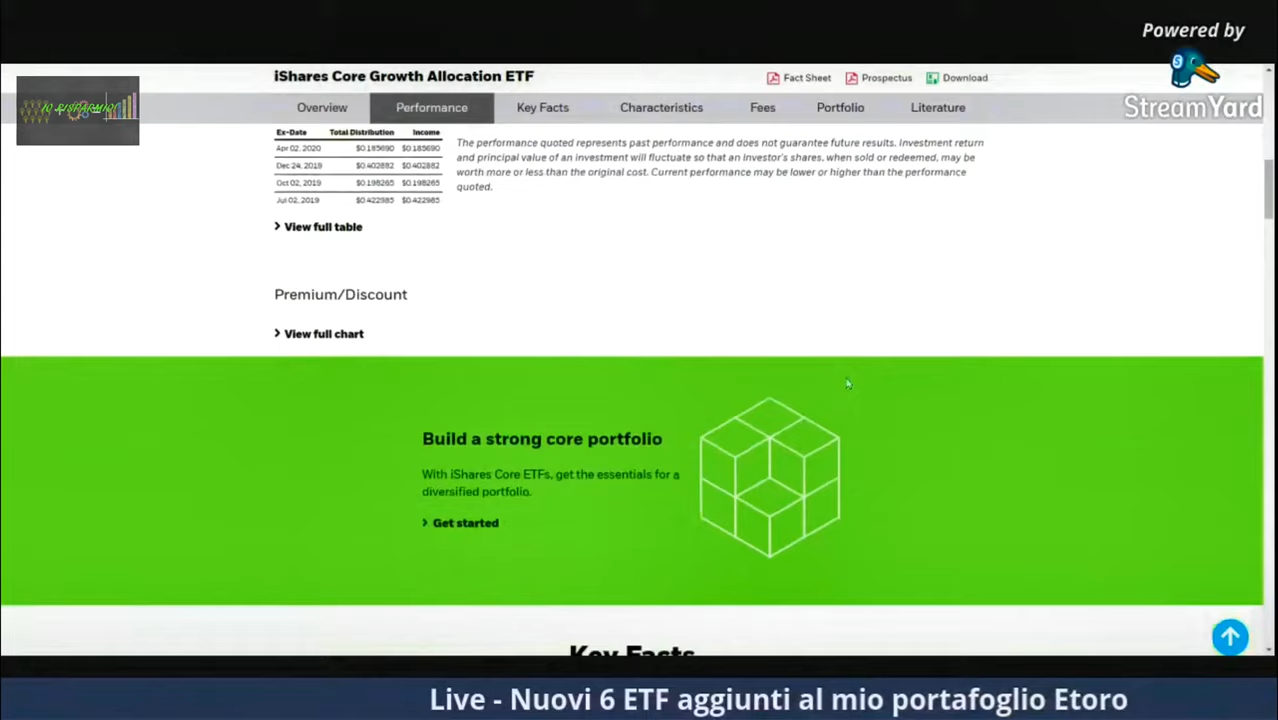 Powered by
StreamYard
IO RISPARMIO
iShares Core Growth Allocation ETF
Fact Sheet Prospectus Download
Overview Performance Key Facts Characteristics Fees Portfolio Literature
Ex-Date Total Distribution Income
Apr 02, 2020 $0.185690 $0.185690
Dec 24, 2019 $0.402882 $0.402882
Oct 02, 2019 $0.198265 $0.198265
Jul 02, 2019 $0.422985 $0.422985
The performance quoted represents past performance and does not guarantee future results. Investment return
and principal value of an investment will fluctuate so that an investor's shares, when sold or redeemed, may be
worth more or less than the original cost. Current performance may be lower or higher than the performance
quoted.
View full table
Premium/Discount
View full chart
Build a strong core portfolio
With iShares Core ETFs, get the essentials for a
diversified portfolio.
Get started
Key Facts
Live - Nuovi 6 ETF aggiunti al mio portafoglio Etoro